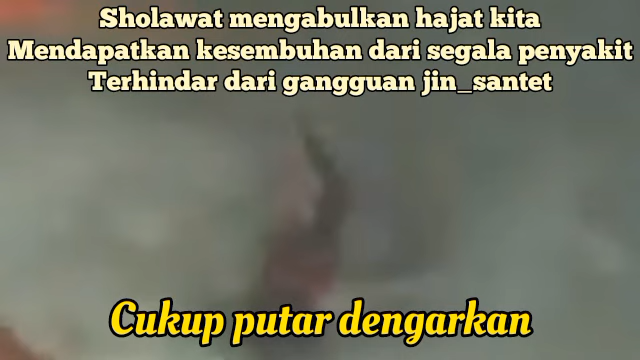 Sholawat mengabulkan hajat kita
Mendapatkan kesembuhan dari segala penyakit
Terhindar dari gangguan jin_santet
Cukup putar dengarkan